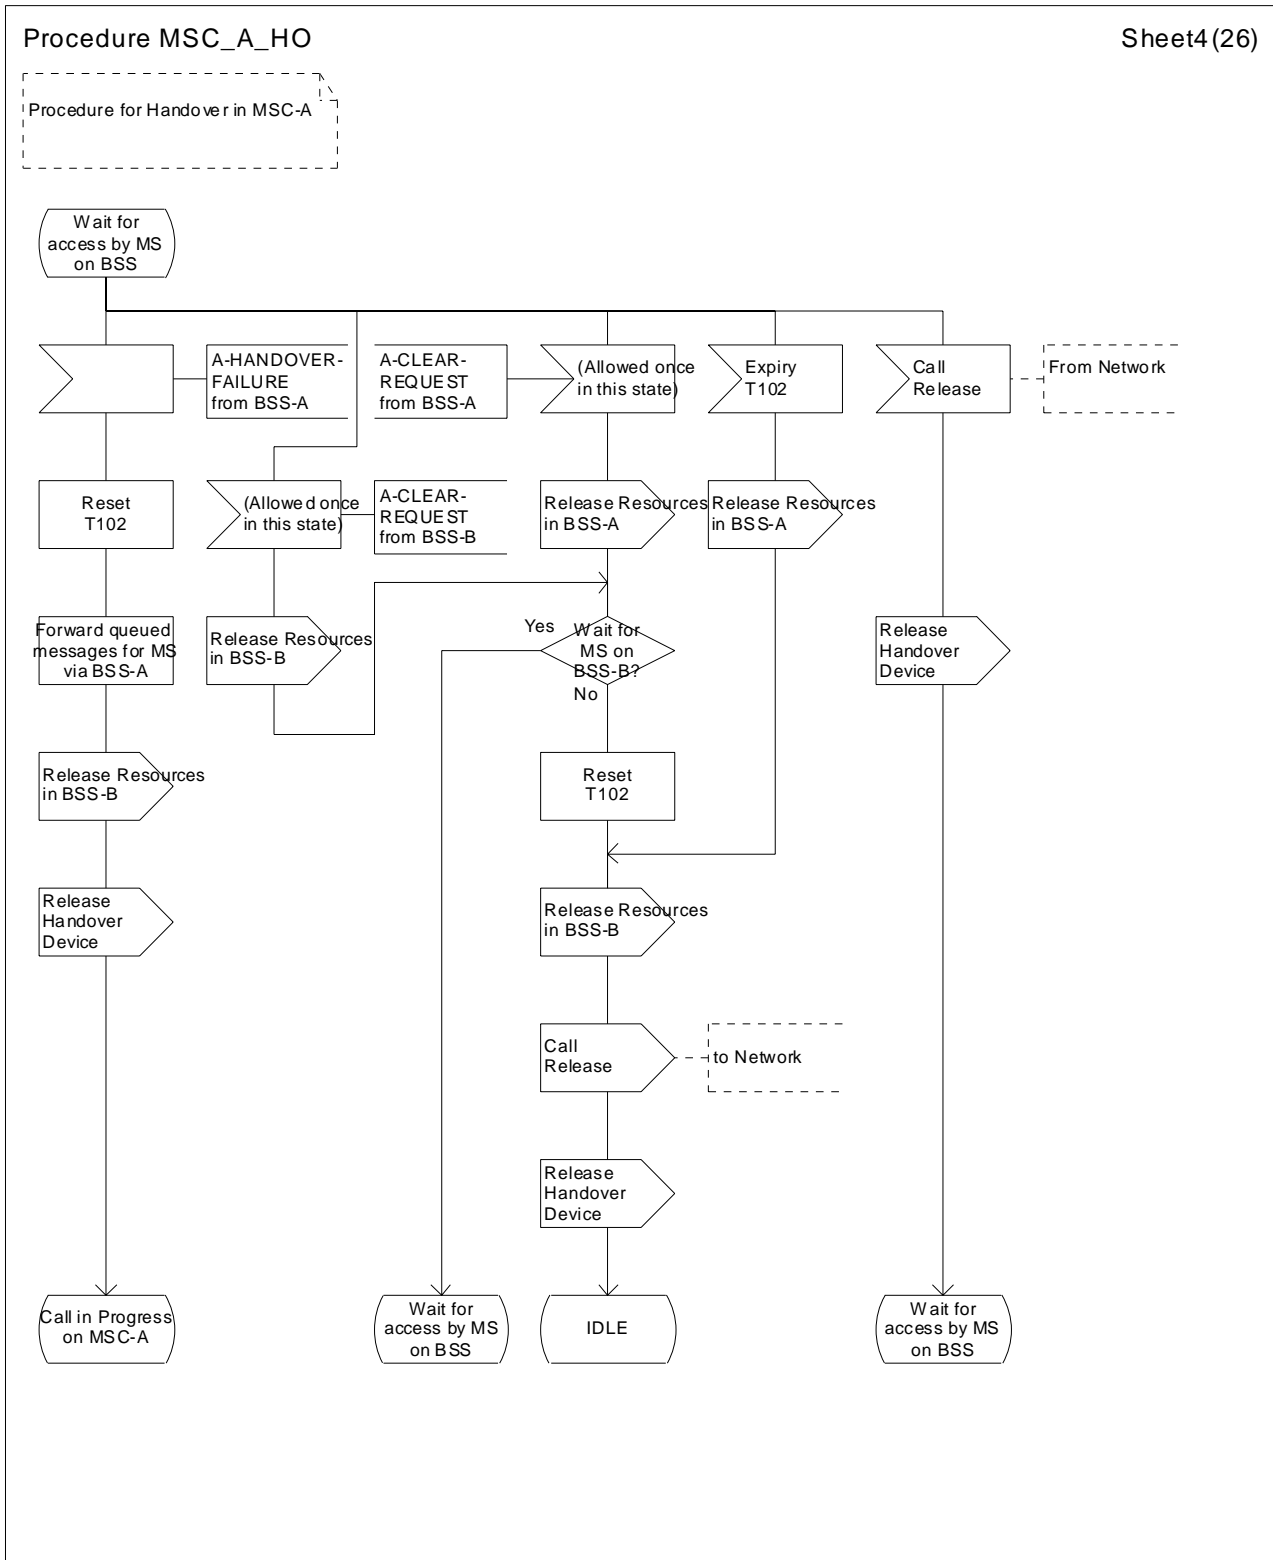 Procedure MSC_A_HO
Sheet4(26)
Procedure for Handover in MSC-A
Wait for
access by MS
on BSS
A-HANDOVER-
FAILURE
from BSS-A
A-CLEAR-
REQUEST
from BSS-A
(Allowed once
in this state)
Expiry
T102
Call
Release
From Network
Reset
T102
(Allowed once
in this state)
A-CLEAR-
REQUEST
from BSS-B
Release Resources
in BSS-A
Release Resources
in BSS-A
Forward queued
messages for MS
via BSS-A
Release Resources
in BSS-B
Yes
Wait for
MS on
BSS-B?
No
Release
Handover
Device
Release Resources
in BSS-B
Reset
T102
Release
Handover
Device
Release Resources
in BSS-B
Call
Release
to Network
Release
Handover
Device
Call in Progress
on MSC-A
Wait for
access by MS
on BSS
IDLE
Wait for
access by MS
on BSS